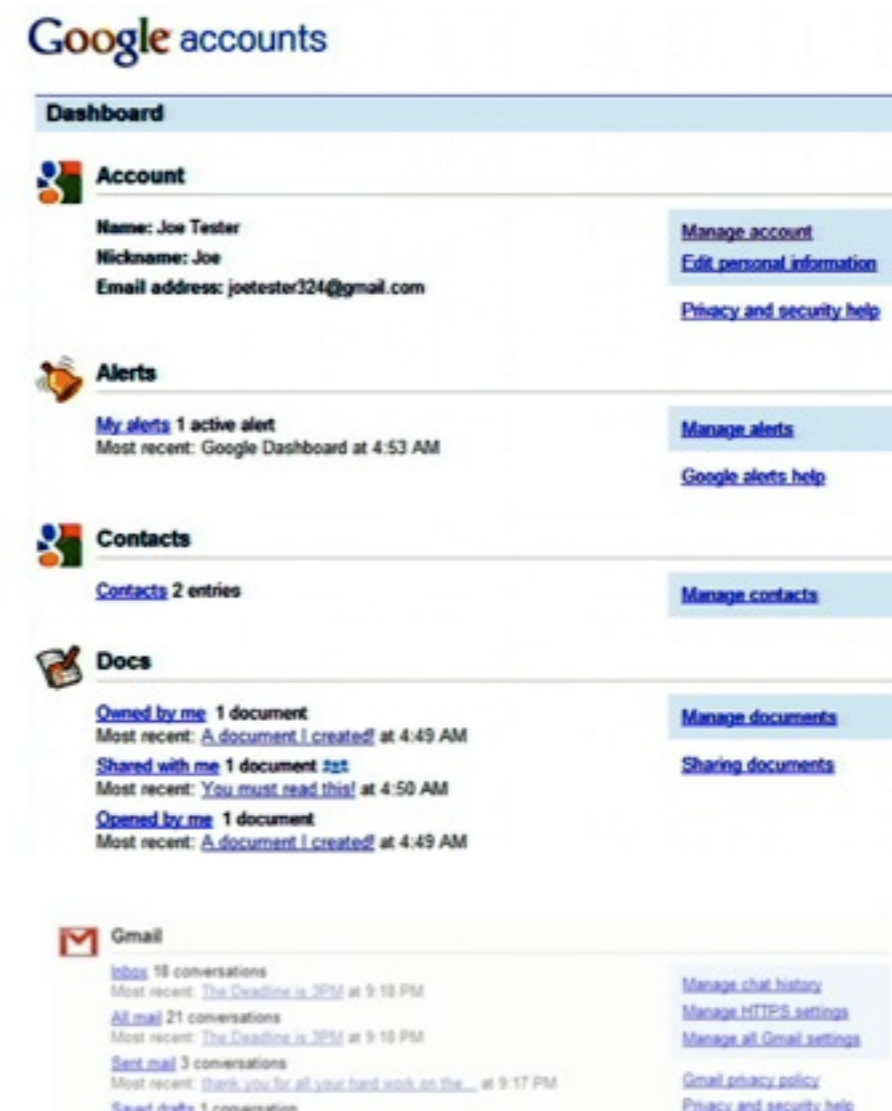 Google accounts
Dashboard
Account
Name: Joe Tester
Nickname: Joe
Email address: joetester324@gmail.com
Manage account
Edit personal information
Privacy and security help
Alerts
My alerts 1 active alert
Most recent: Google Dashboard at 4:53 AM
Manage alerts
Google alerts help
Contacts
Contacts 2 entries
Manage contacts
Docs
Owned by me 1 document
Most recent: A document I created! at 4:49 AM
Shared with me 1 document
Most recent: You must read this! at 4:50 AM
Opened by me 1 document
Most recent: A document I created! at 4:49 AM
Manage documents
Sharing documents
Gmail
Inbox 18 conversations
Most recent: The Deadline is 3PM at 9:18 PM
All mail 21 conversations
Most recent: The Deadline is 3PM at 9:18 PM
Sent mail 3 conversations
Most recent: thank you for all your hard work on the... at 9:17 PM
Saved drafts 1 conversation
Manage chat history
Manage HTTPS settings
Manage all Gmail settings
Gmail privacy policy
Privacy and security help